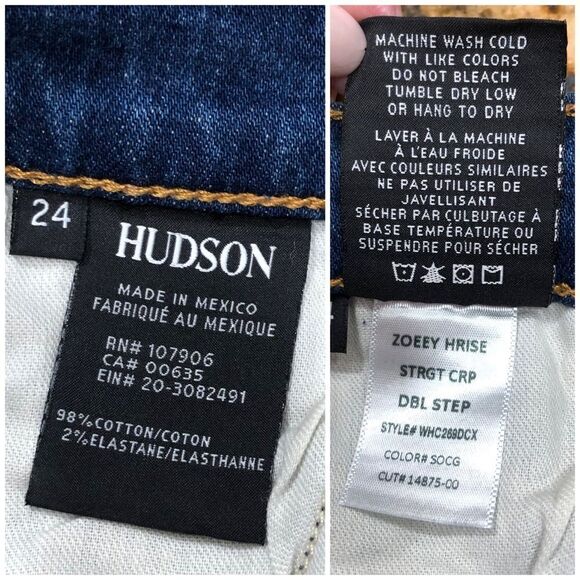 24
HUDSON
MADE IN MEXICO
FABRIQUÉ AU MEXIQUE
RN# 107906
CA# 00635
EIN# 20-3082491
98%COTTON/COTON
2%ELASTANE/ELASTHANNE
MACHINE WASH COLD
WITH LIKE COLORS
DO NOT BLEACH
TUMBLE DRY LOW
OR HANG TO DRY
LAVER À LA MACHINE
À L'EAU FROIDE
AVEC COULEURS SIMILAIRES
NE PAS UTILISER DE
JAVELLISANT
SÉCHER PAR CULBUTAGE À
BASE TEMPÉRATURE OU
SUSPENDRE POUR SÉCHER
ZOEEY HRISE
STRGT CRP
DBL STEP
STYLE# WHC269DCX
COLOR# SOCG
CUT# 14875-00